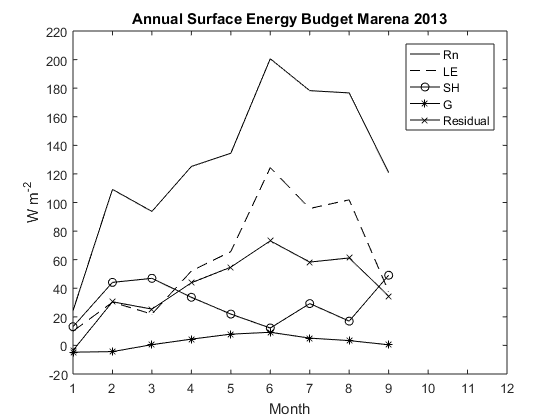 Annual Surface Energy Budget Marena 2013
220
200
180
160
140
120
100
80
60
40
20
0
-20
W m-2
Rn
LE
SH
G
Residual
1 2 3 4 5 6 7 8 9 10 11 12
Month